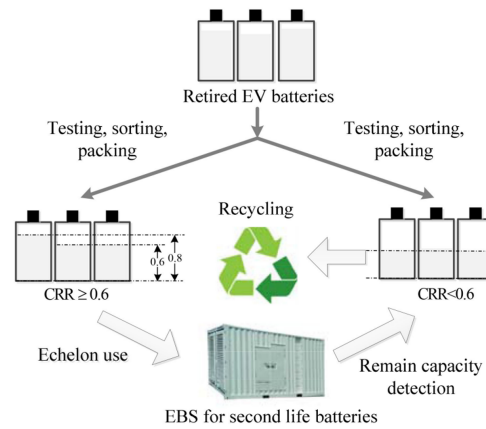 Retired EV batteries
Testing, sorting,
packing
Testing, sorting,
packing
Recycling
0.6
0.8
CRR ≥ 0.6
CRR<0.6
Echelon use
Remain capacity
detection
EBS for second life batteries